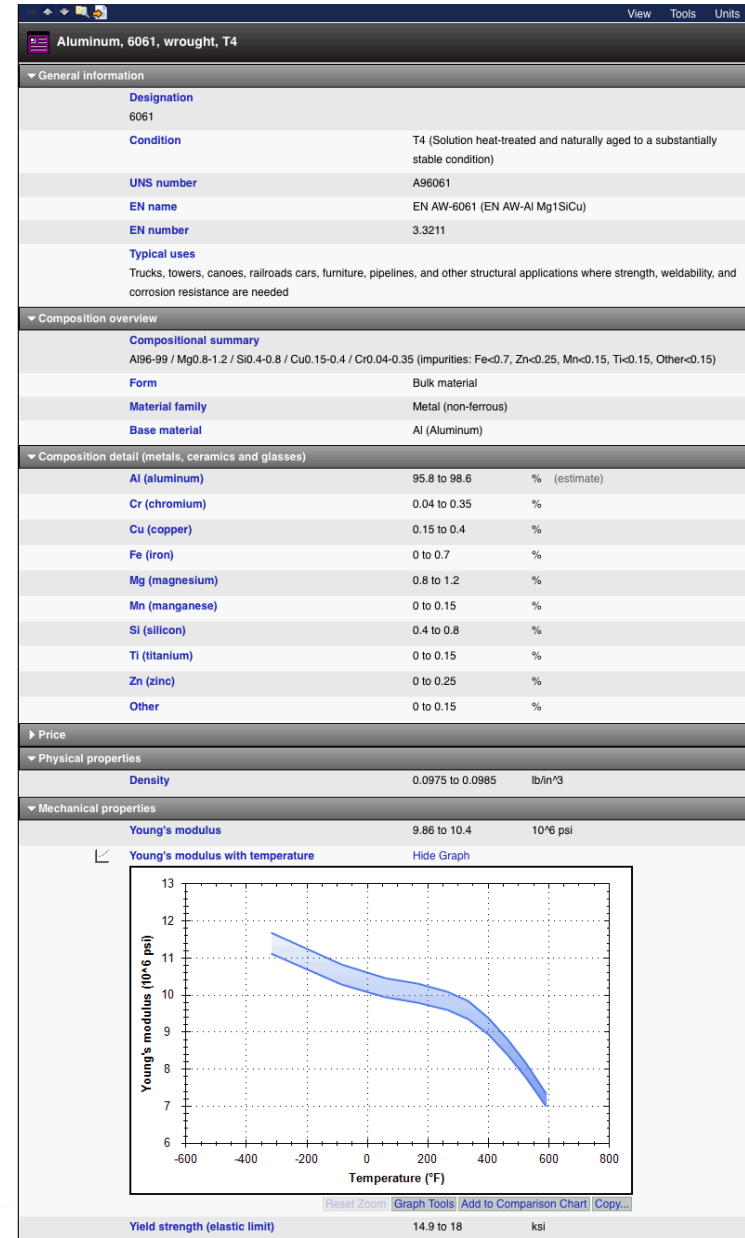 View Tools Units
Aluminum, 6061, wrought, T4
General information
Designation
6061
Condition T4 (Solution heat-treated and naturally aged to a substantially
stable condition)
UNS number A96061
EN name EN AW-6061 (EN AW-Al Mg1SiCu)
EN number 3.3211
Typical uses
Trucks, towers, canoes, railroads cars, furniture, pipelines, and other structural applications where strength, weldability, and
corrosion resistance are needed
Composition overview
Compositional summary
Al96-99 / Mg0.8-1.2 / Si0.4-0.8 / Cu0.15-0.4 / Cr0.04-0.35 (impurities: Fe<0.7, Zn<0.25, Mn<0.15, Ti<0.15, Other<0.15)
Form Bulk material
Material family Metal (non-ferrous)
Base material Al (Aluminum)
Composition detail (metals, ceramics and glasses)
Al (aluminum) 95.8 to 98.6 % (estimate)
Cr (chromium) 0.04 to 0.35 %
Cu (copper) 0.15 to 0.4 %
Fe (iron) 0 to 0.7 %
Mg (magnesium) 0.8 to 1.2 %
Mn (manganese) 0 to 0.15 %
Si (silicon) 0.4 to 0.8 %
Ti (titanium) 0 to 0.15 %
Zn (zinc) 0 to 0.25 %
Other 0 to 0.15 %
Price
Physical properties
Density 0.0975 to 0.0985 lb/in^3
Mechanical properties
Young's modulus 9.86 to 10.4 10^6 psi
Young's modulus with temperature Hide Graph
Young's modulus (10^6 psi)
13
12
11
10
9
8
7
6
-600 -400 -200 0 200 400 600 800
Temperature (°F)
Reset Zoom Graph Tools Add to Comparison Chart Copy...
Yield strength (elastic limit) 14.9 to 18 ksi